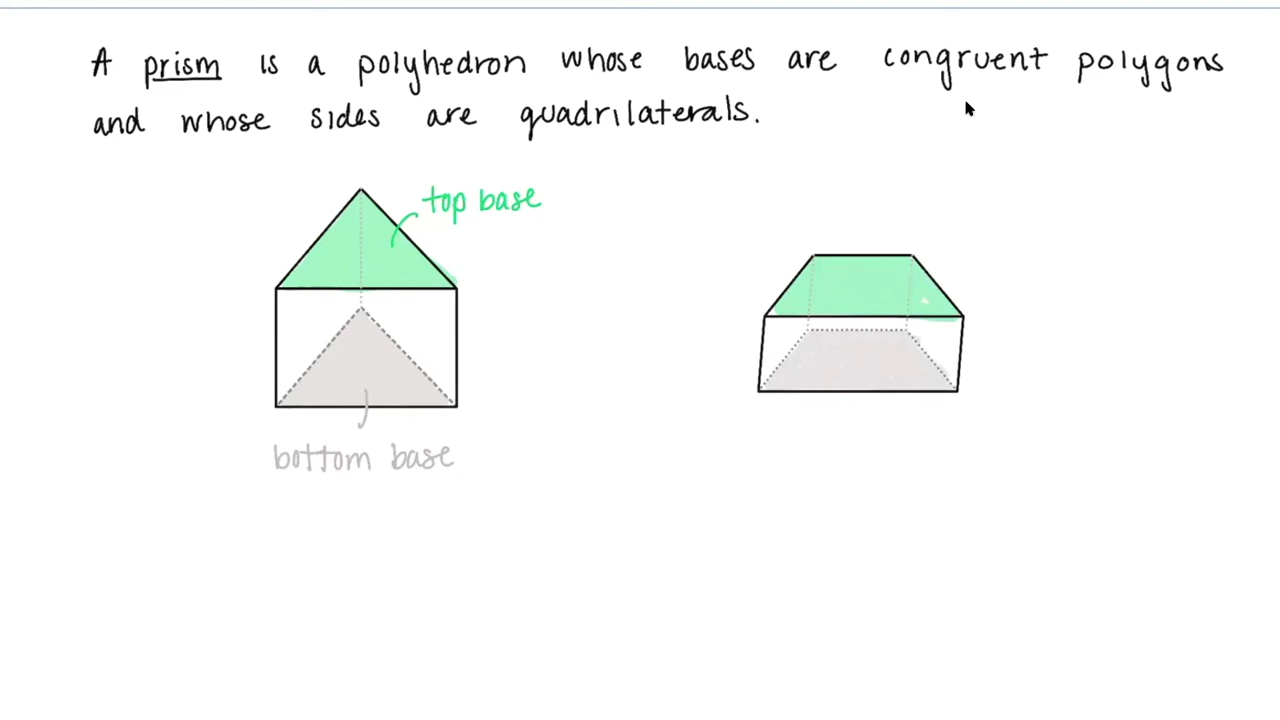 A prism is a polyhedron whose bases are congruent polygons
and whose sides are quadrilaterals.
top base
bottom base